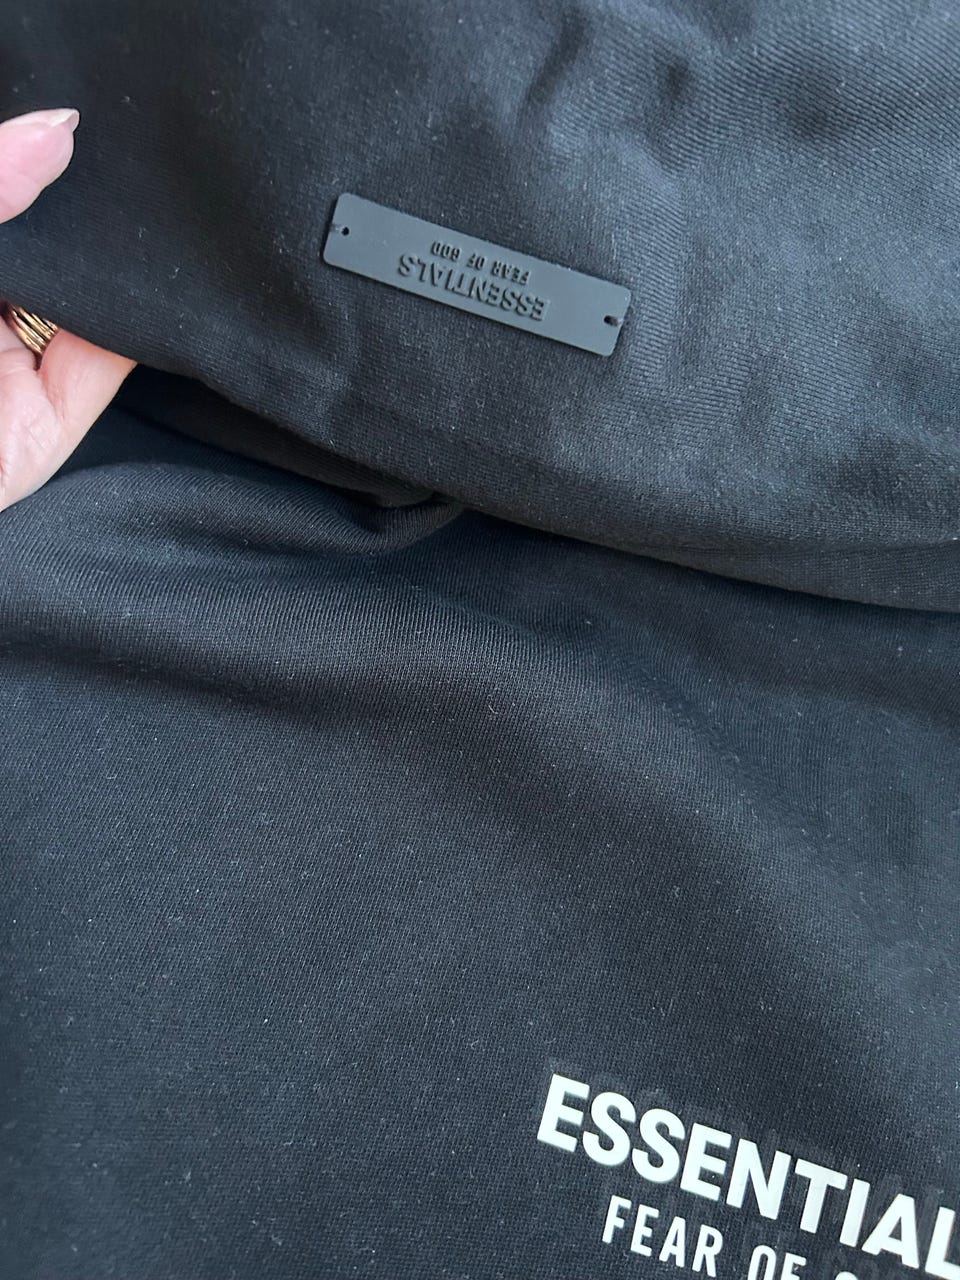 ESSENTIALS
FEAR OF GOD
ESSENTIAL
FEAR OF